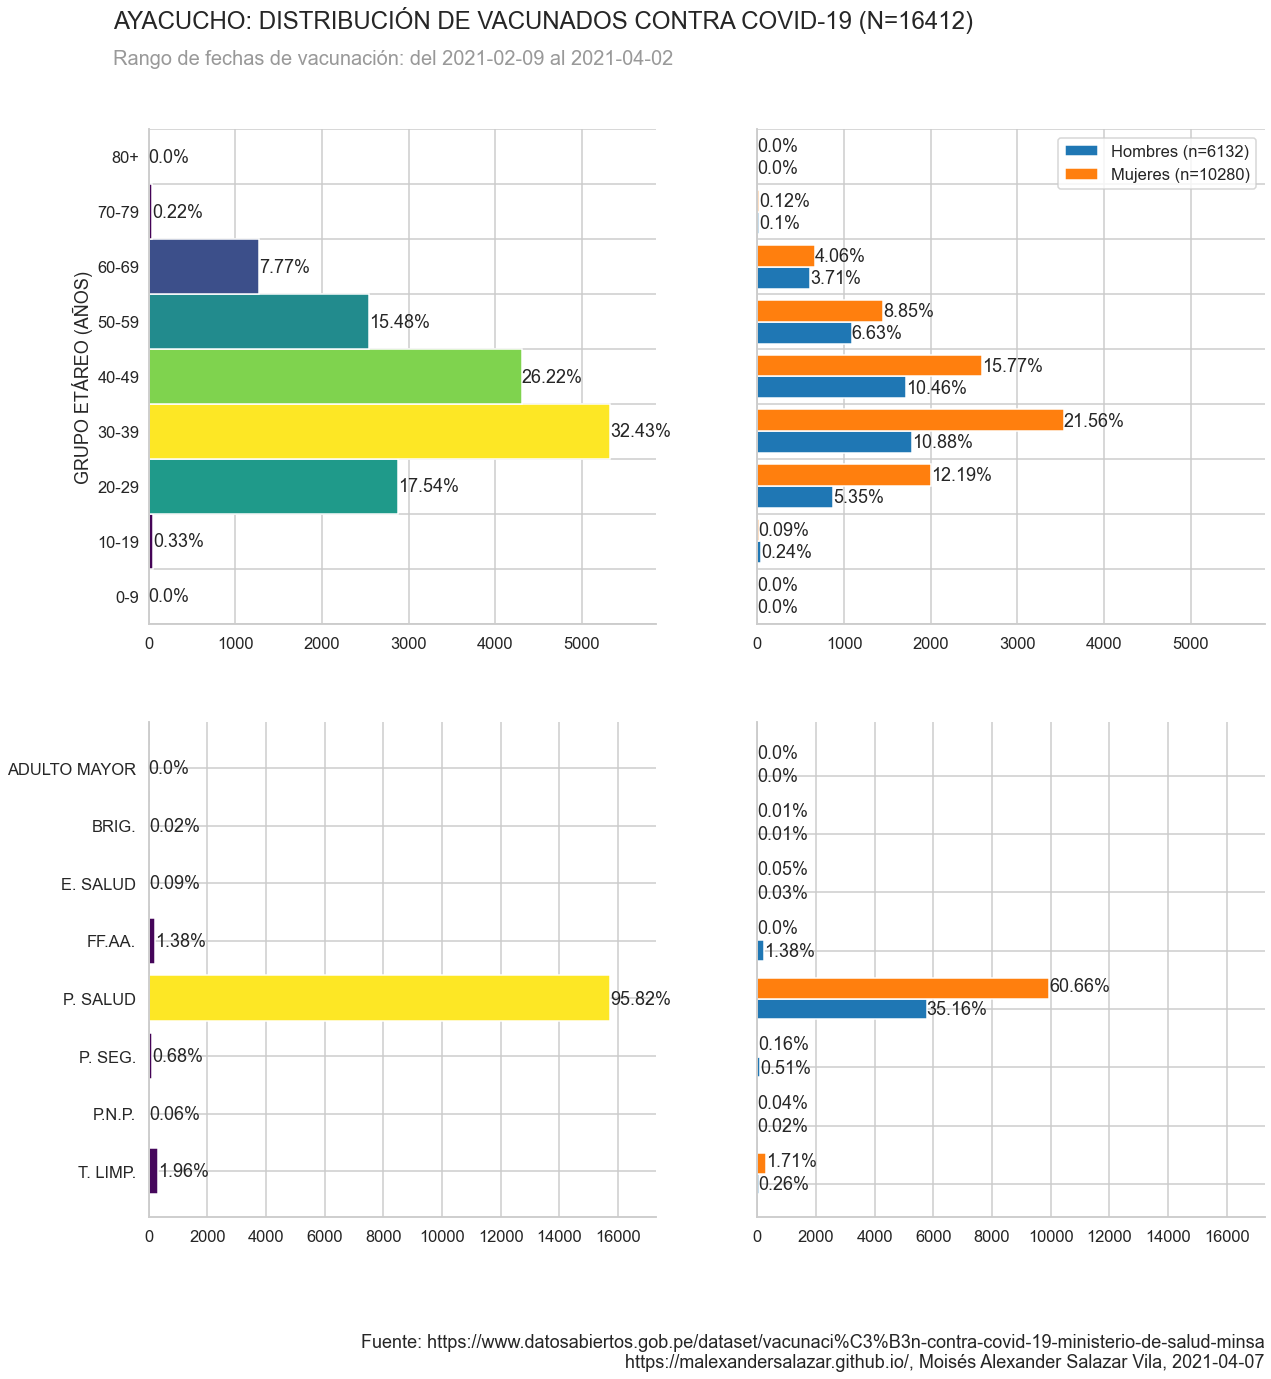 AYACUCHO: DISTRIBUCIÓN DE VACUNADOS CONTRA COVID-19 (N=16412)
Rango de fechas de vacunación: del 2021-02-09 al 2021-04-02
GRUPO ETÁREO (AÑOS)
80+ 0.0%
70-79 0.22%
60-69 7.77%
50-59 15.48%
40-49 26.22%
30-39 32.43%
20-29 17.54%
10-19 0.33%
0-9 0.0%
0 1000 2000 3000 4000 5000
Hombres (n=6132)
Mujeres (n=10280)
0.0%
0.0%
0.12%
0.1%
4.06%
3.71%
8.85%
6.63%
15.77%
10.46%
21.56%
10.88%
12.19%
5.35%
0.09%
0.24%
0.0%
0.0%
0 1000 2000 3000 4000 5000
ADULTO MAYOR 0.0%
BRIG. 0.02%
E. SALUD 0.09%
FF.AA. 1.38%
P. SALUD 95.82%
P. SEG. 0.68%
P.N.P. 0.06%
T. LIMP. 1.96%
0 2000 4000 6000 8000 10000 12000 14000 16000
0.0%
0.0%
0.01%
0.01%
0.05%
0.03%
0.0%
1.38%
60.66%
35.16%
0.16%
0.51%
0.04%
0.02%
1.71%
0.26%
0 2000 4000 6000 8000 10000 12000 14000 16000
Fuente: https://www.datosabiertos.gob.pe/dataset/vacunaci%C3%B3n-contra-covid-19-ministerio-de-salud-minsa
https://malexandersalazar.github.io/, Moisés Alexander Salazar Vila, 2021-04-07